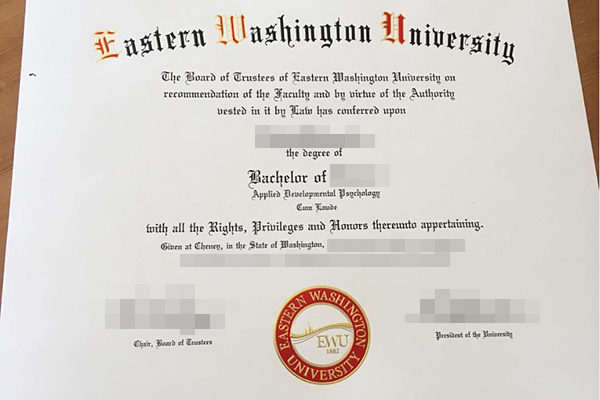 Eastern Washington University
The Board of Trustees of Eastern Washington University on
recommendation of the Faculty and by virtue of the Authority
vested in it by Law has conferred upon
the degree of
Bachelor of
Applied Developmental Psychology
Cum Laude
with all the Rights, Privileges and Honors thereunto appertaining.
Given at Cheney, in the State of Washington,
EASTERN WASHINGTON
EWU
1882
UNIVERSITY
Chair, Board of Trustees
President of the University